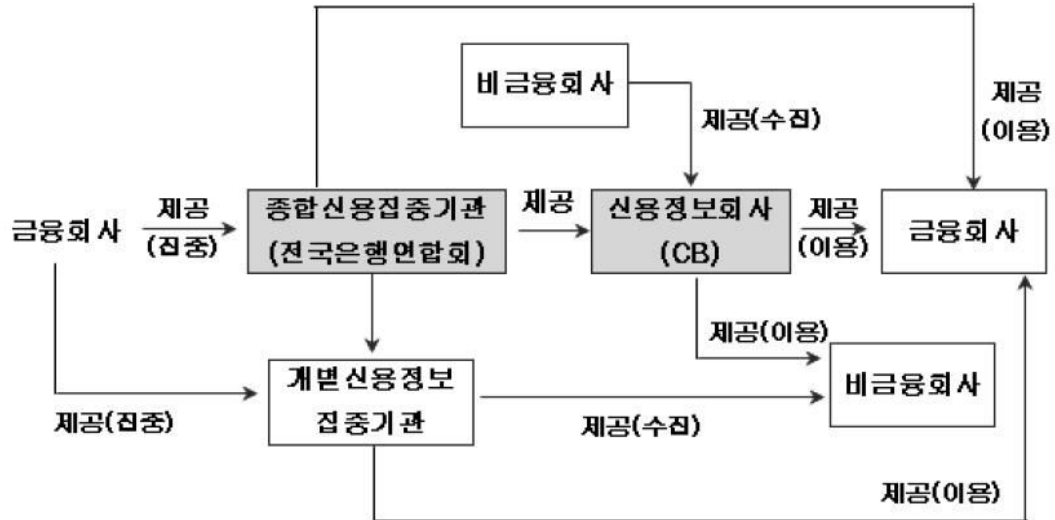 비금융회사
제공
(이용)
제공(수진)
금융회사
제공
(집중)
종합신용집중기관
(전국은행연합회)
제공
신용정보회사
(CB)
제공
(이용)
금융회사
제공(이용)
개별신용정보
집중기관
비금융회사
제공(집중)
제공(수진)
제공(이용)